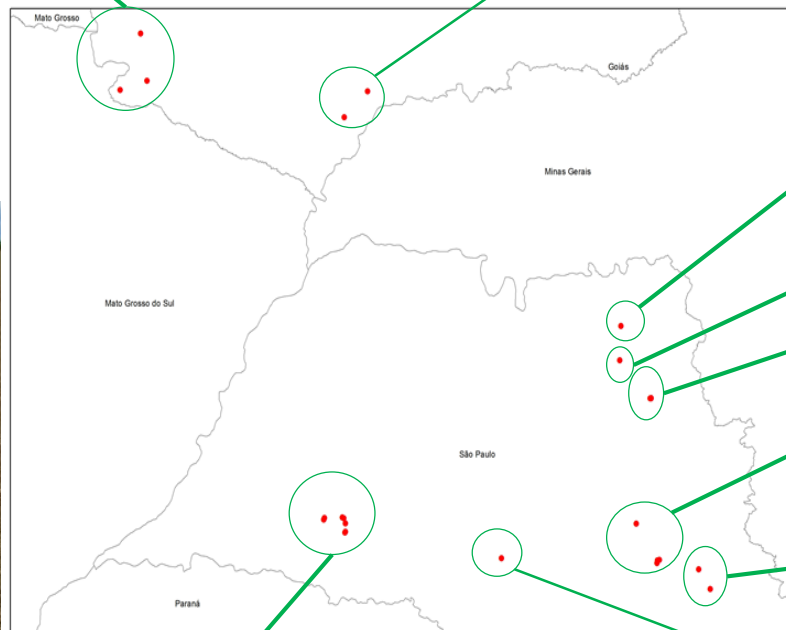 Mato Grosso
Goiás
Minas Gerais
Mato Grosso do Sul
São Paulo
Paraná